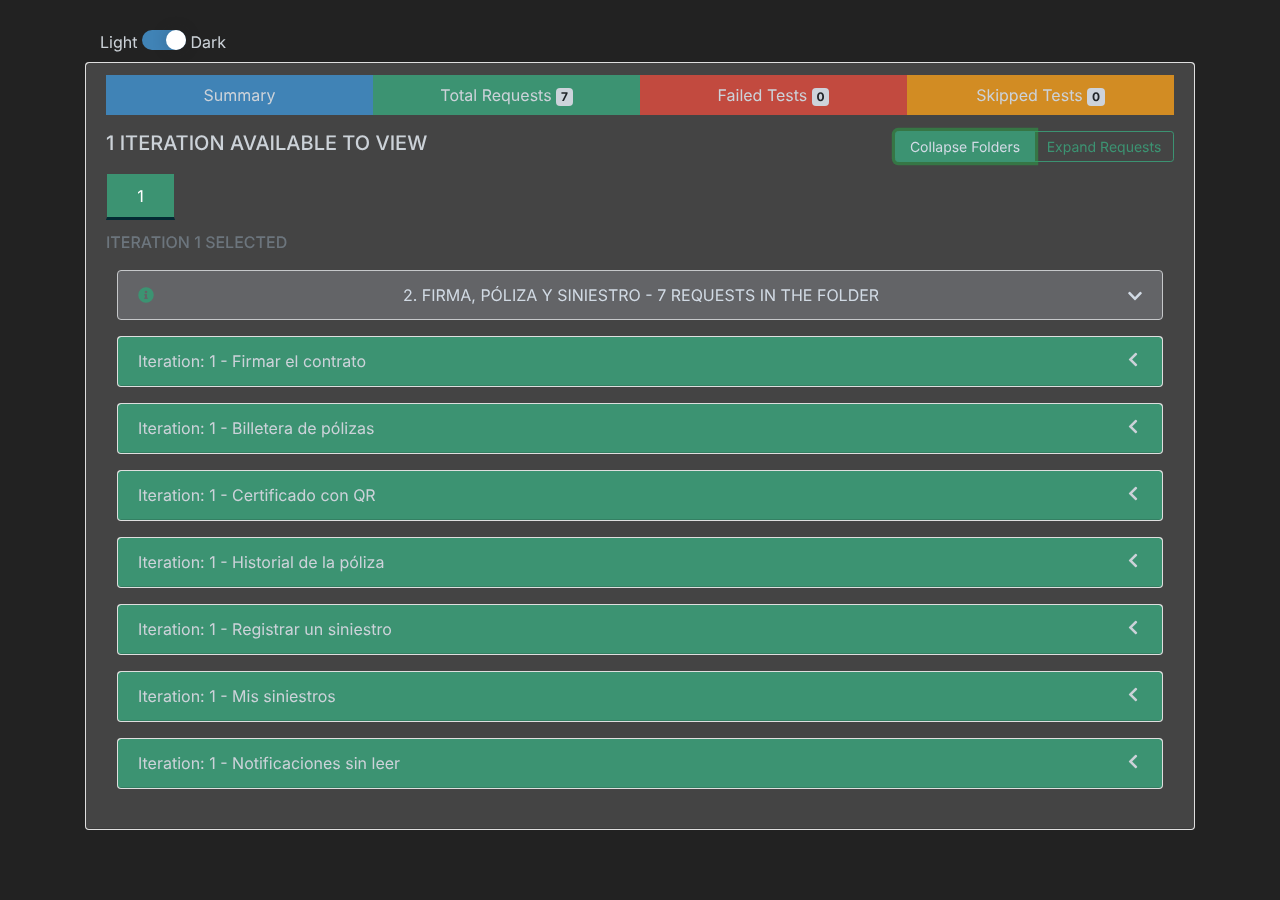 Light Dark
Summary Total Requests 7 Failed Tests 0 Skipped Tests 0
1 ITERATION AVAILABLE TO VIEW
Collapse Folders Expand Requests
1
ITERATION 1 SELECTED
2. FIRMA, PÓLIZA Y SINIESTRO - 7 REQUESTS IN THE FOLDER
Iteration: 1 - Firmar el contrato
Iteration: 1 - Billetera de pólizas
Iteration: 1 - Certificado con QR
Iteration: 1 - Historial de la póliza
Iteration: 1 - Registrar un siniestro
Iteration: 1 - Mis siniestros
Iteration: 1 - Notificaciones sin leer